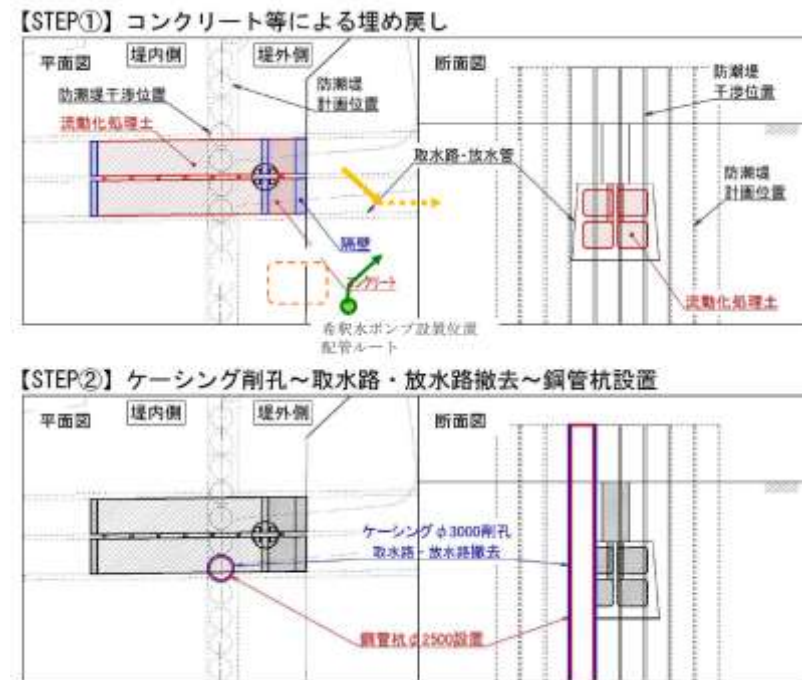 【STEP①】コンクリート等による埋め戻し
平面図
堤内側
堤外側
断面図
防潮堤干渉位置
防潮堤
計画位置
流動化処理土
取水路・放水管
隔壁
コンクリート
希釈水ポンプ設置位置
配管ルート
防潮堤
干渉位置
防潮堤
計画位置
流動化処理土
【STEP②】ケーシング削孔～取水路・放水路撤去～鋼管杭設置
平面図
堤内側
堤外側
断面図
ケーシングφ3000削孔
取水路・放水路撤去
鋼管杭φ2500設置